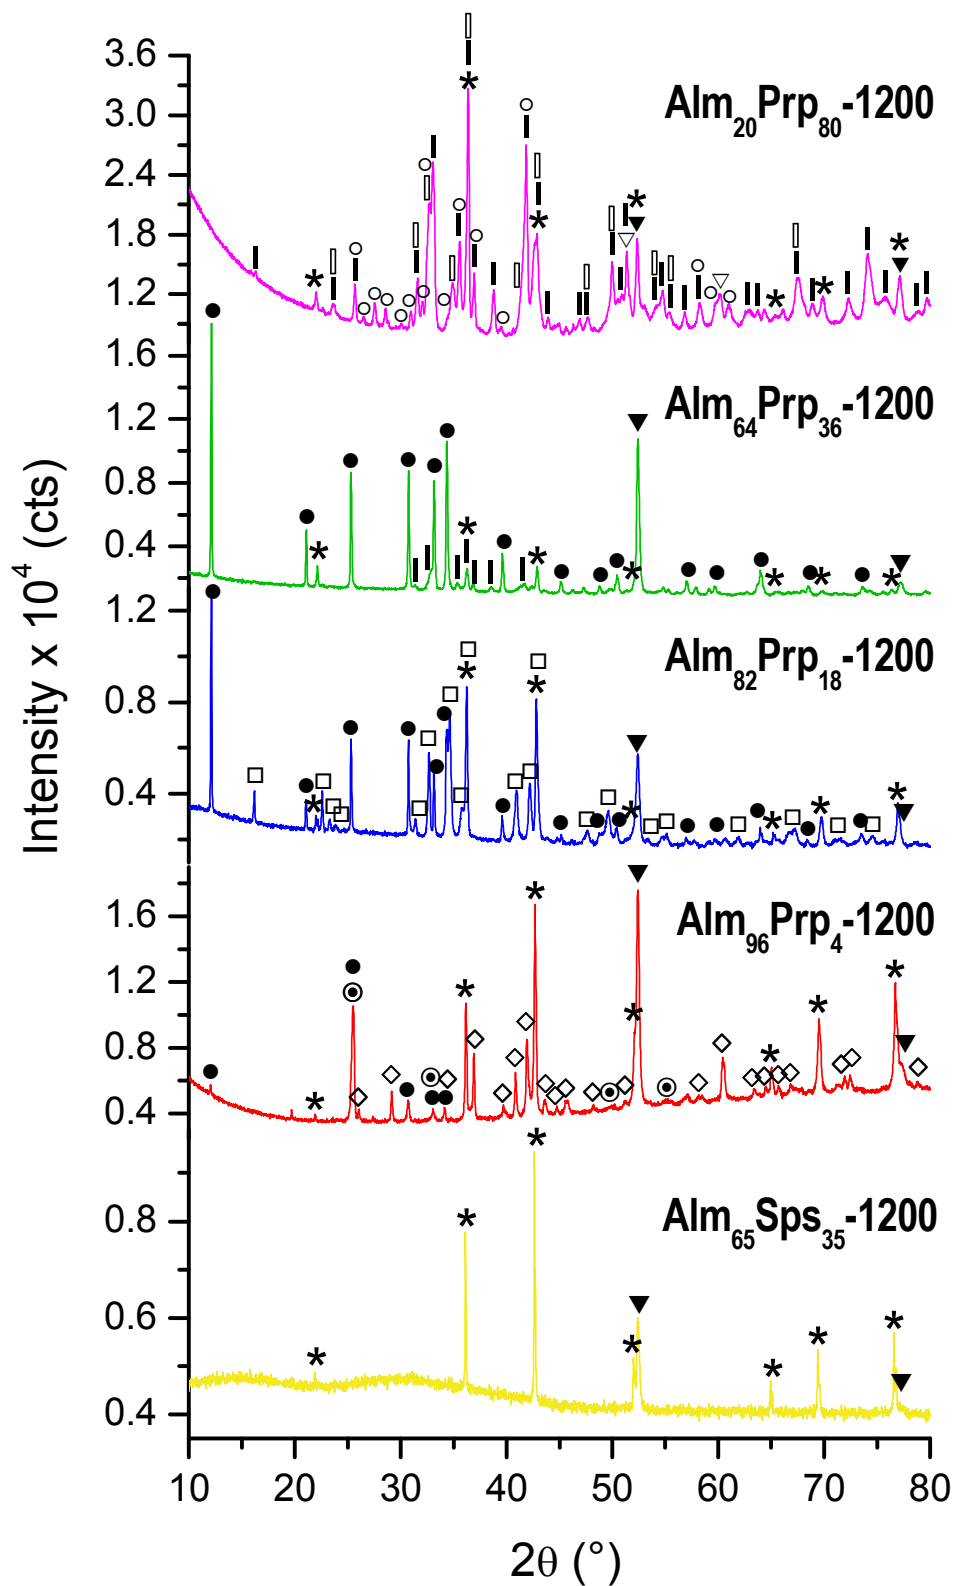 3.6
Alm20Prp80-1200
3.0
2.4
1.8
1.2
1.6
Alm64Prp36-1200
1.2
0.8
0.4
1.2
Alm82Prp18-1200
0.8
0.4
Alm96Prp4-1200
1.6
1.2
0.8
0.4
Alm65Sps35-1200
0.8
0.6
0.4
Intensity x 10^4 (cts)
10 20 30 40 50 60 70 80
2θ (°)